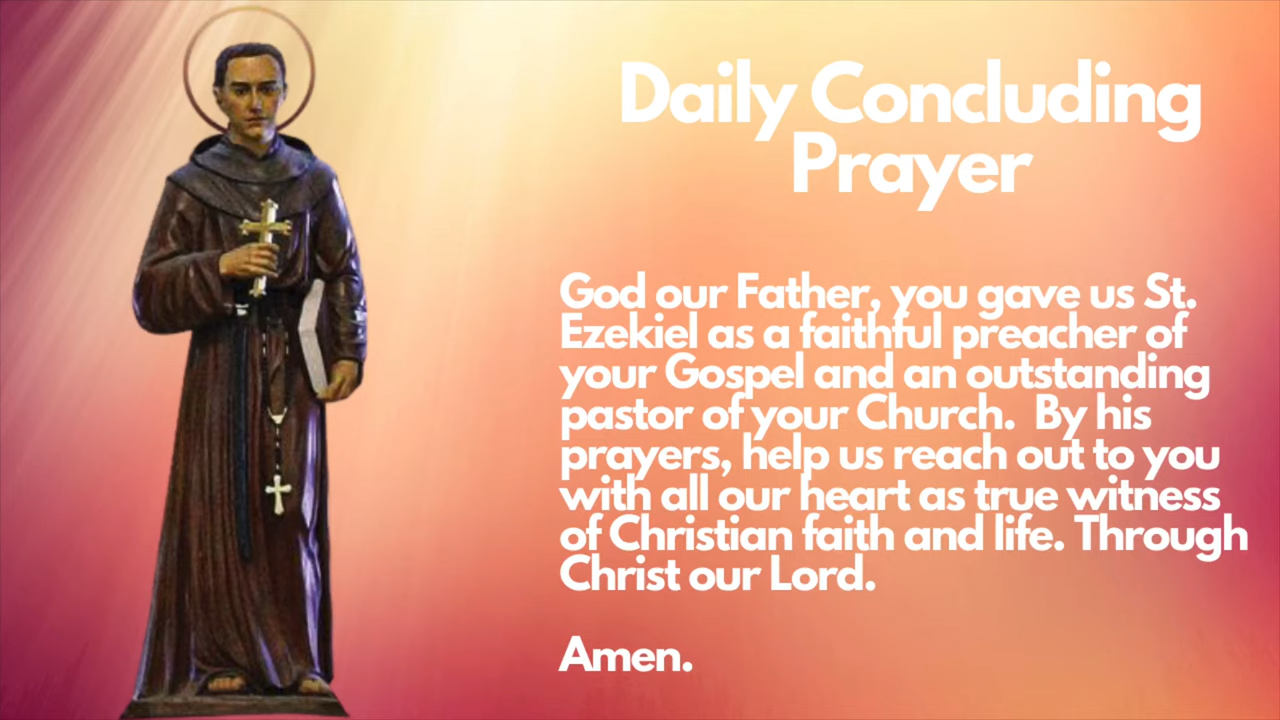 Daily Concluding
Prayer
God our Father, you gave us St.
Ezekiel as a faithful preacher of
your Gospel and an outstanding
pastor of your Church.  By his
prayers, help us reach out to you
with all our heart as true witness
of Christian faith and life. Through
Christ our Lord.
Amen.